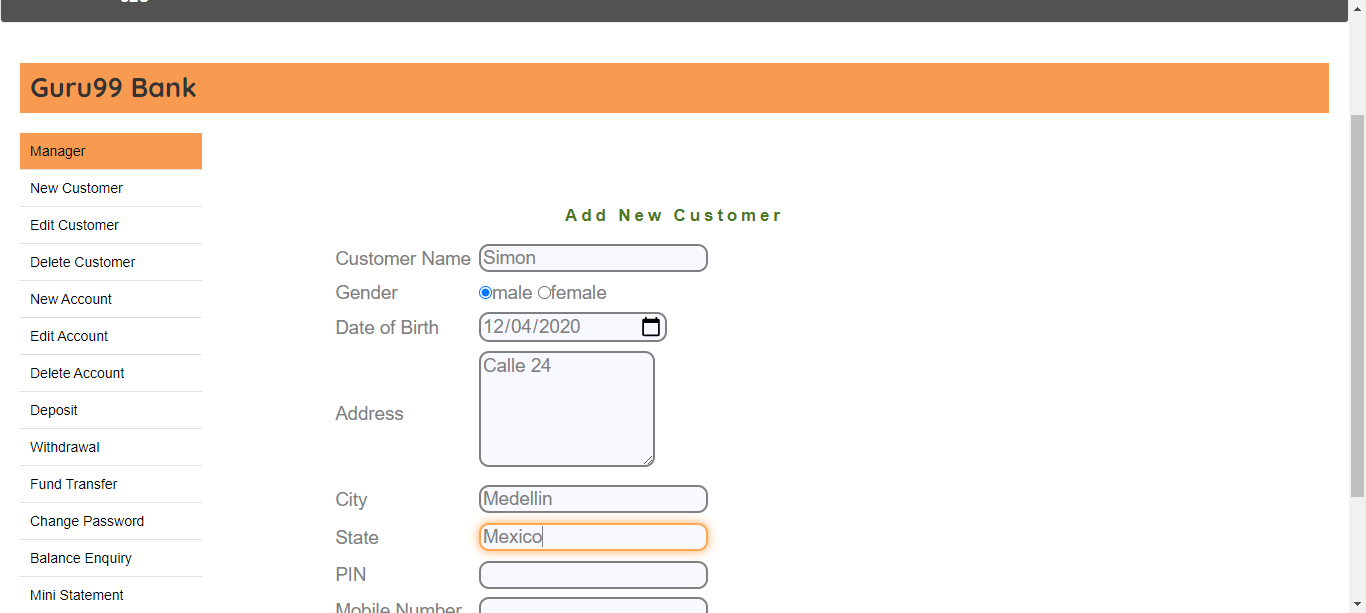 Guru99 Bank
Manager
New Customer
Edit Customer
Delete Customer
New Account
Edit Account
Delete Account
Deposit
Withdrawal
Fund Transfer
Change Password
Balance Enquiry
Mini Statement
Add New Customer
Customer Name Simon
Gender male female
Date of Birth 12/04/2020
Address Calle 24
City Medellin
State Mexico
PIN
Mobile Number